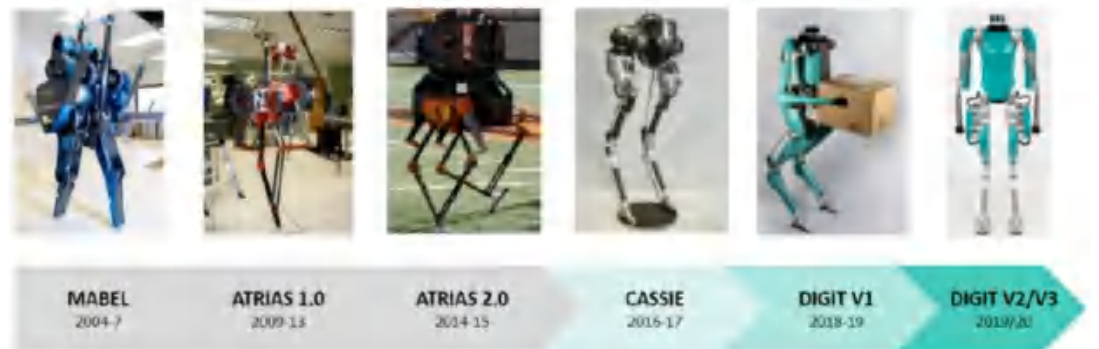 MABEL
2004-7
ATRIAS 1.0
2009-13
ATRIAS 2.0
2014-15
CASSIE
2016-17
DIGIT V1
2018-19
DIGIT V2/V3
2019/20